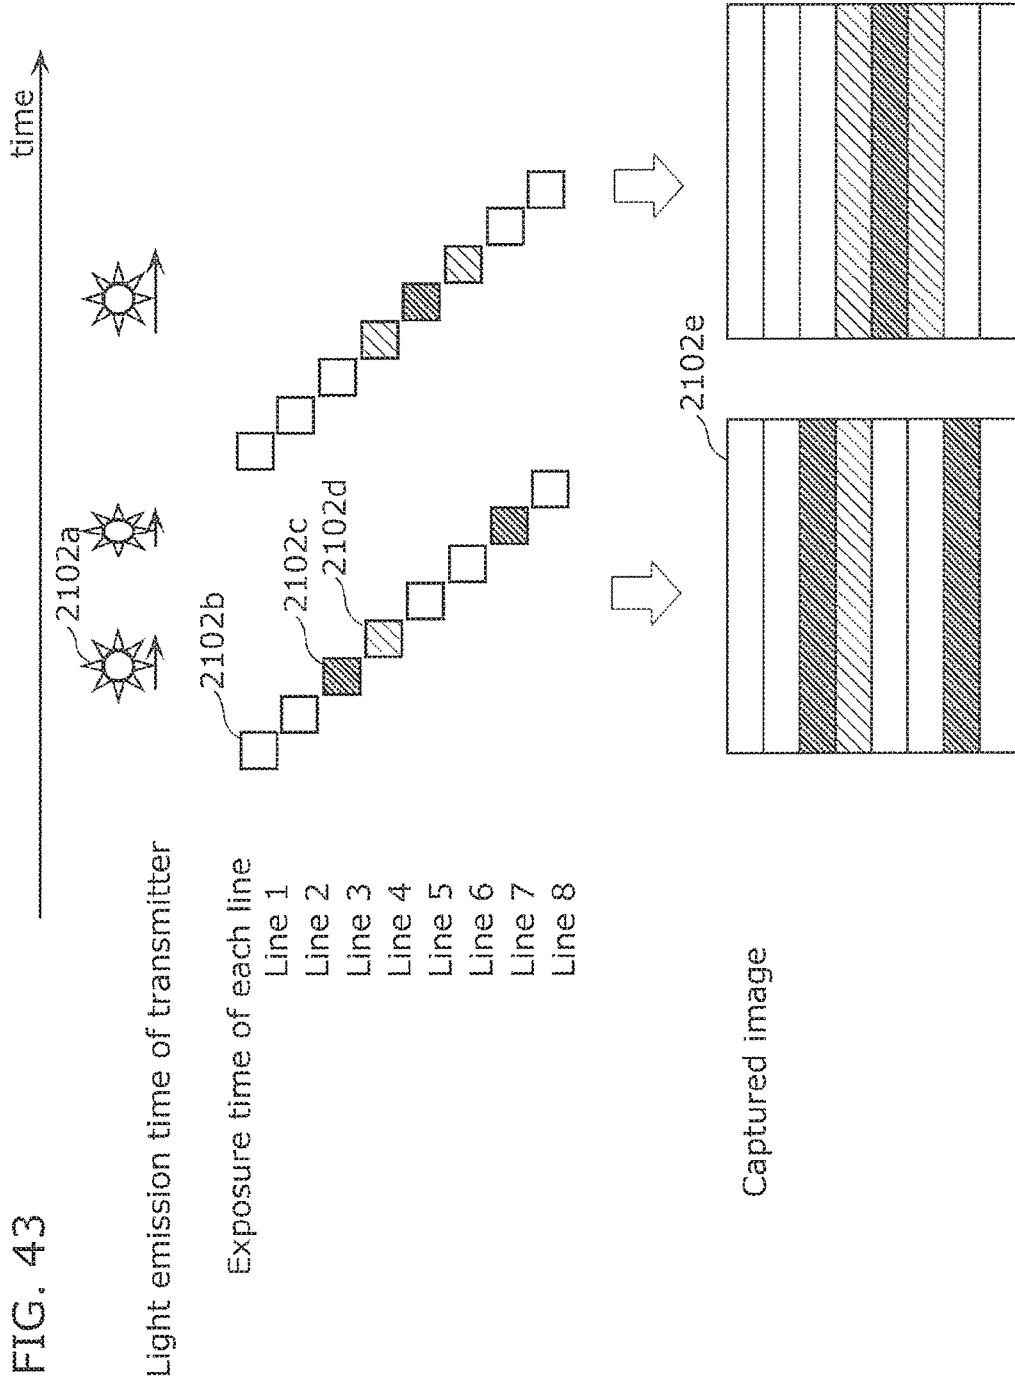 FIG. 43
time
Light emission time of transmitter
2102a
Exposure time of each line
2102b
2102c
2102d
Line 1
Line 2
Line 3
Line 4
Line 5
Line 6
Line 7
Line 8
Captured image
2102e